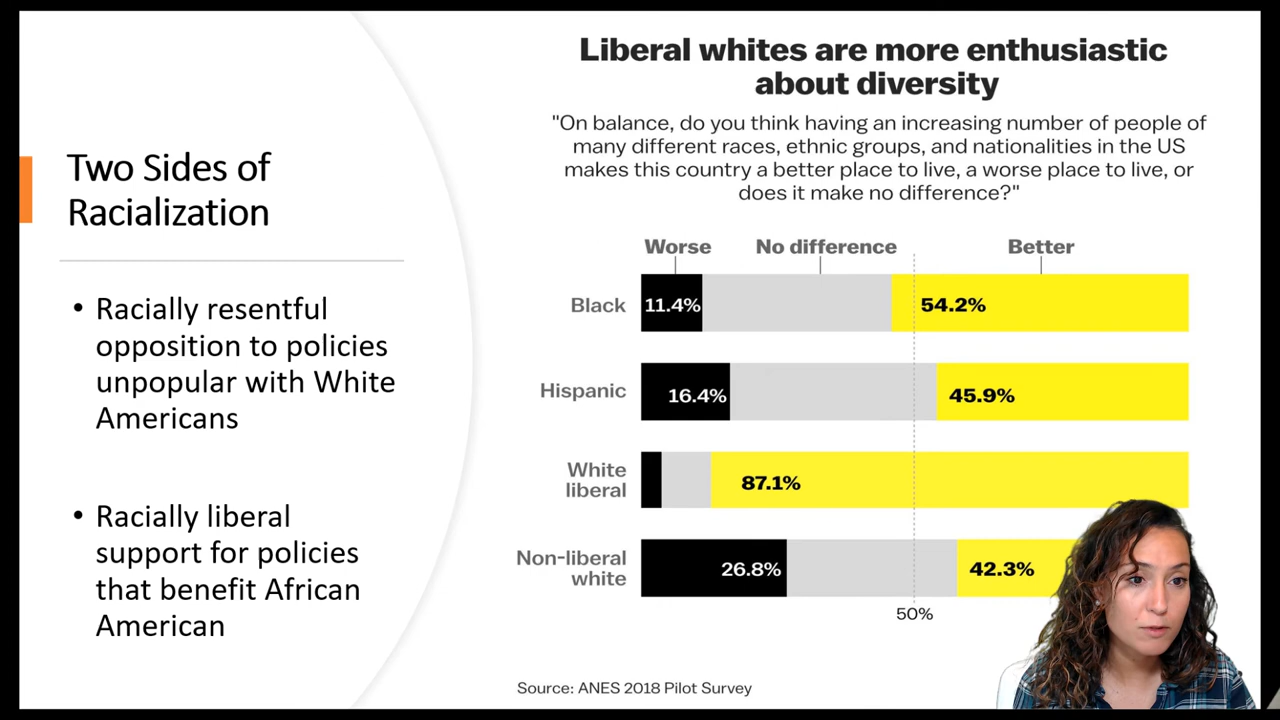 Two Sides of
Racialization
• Racially resentful
opposition to policies
unpopular with White
Americans
• Racially liberal
support for policies
that benefit African
American
Liberal whites are more enthusiastic
about diversity
"On balance, do you think having an increasing number of people of
many different races, ethnic groups, and nationalities in the US
makes this country a better place to live, a worse place to live, or
does it make no difference?"
Worse No difference Better
Black 11.4% 54.2%
Hispanic 16.4% 45.9%
White
liberal 87.1%
Non-liberal
white 26.8% 42.3%
50%
Source: ANES 2018 Pilot Survey